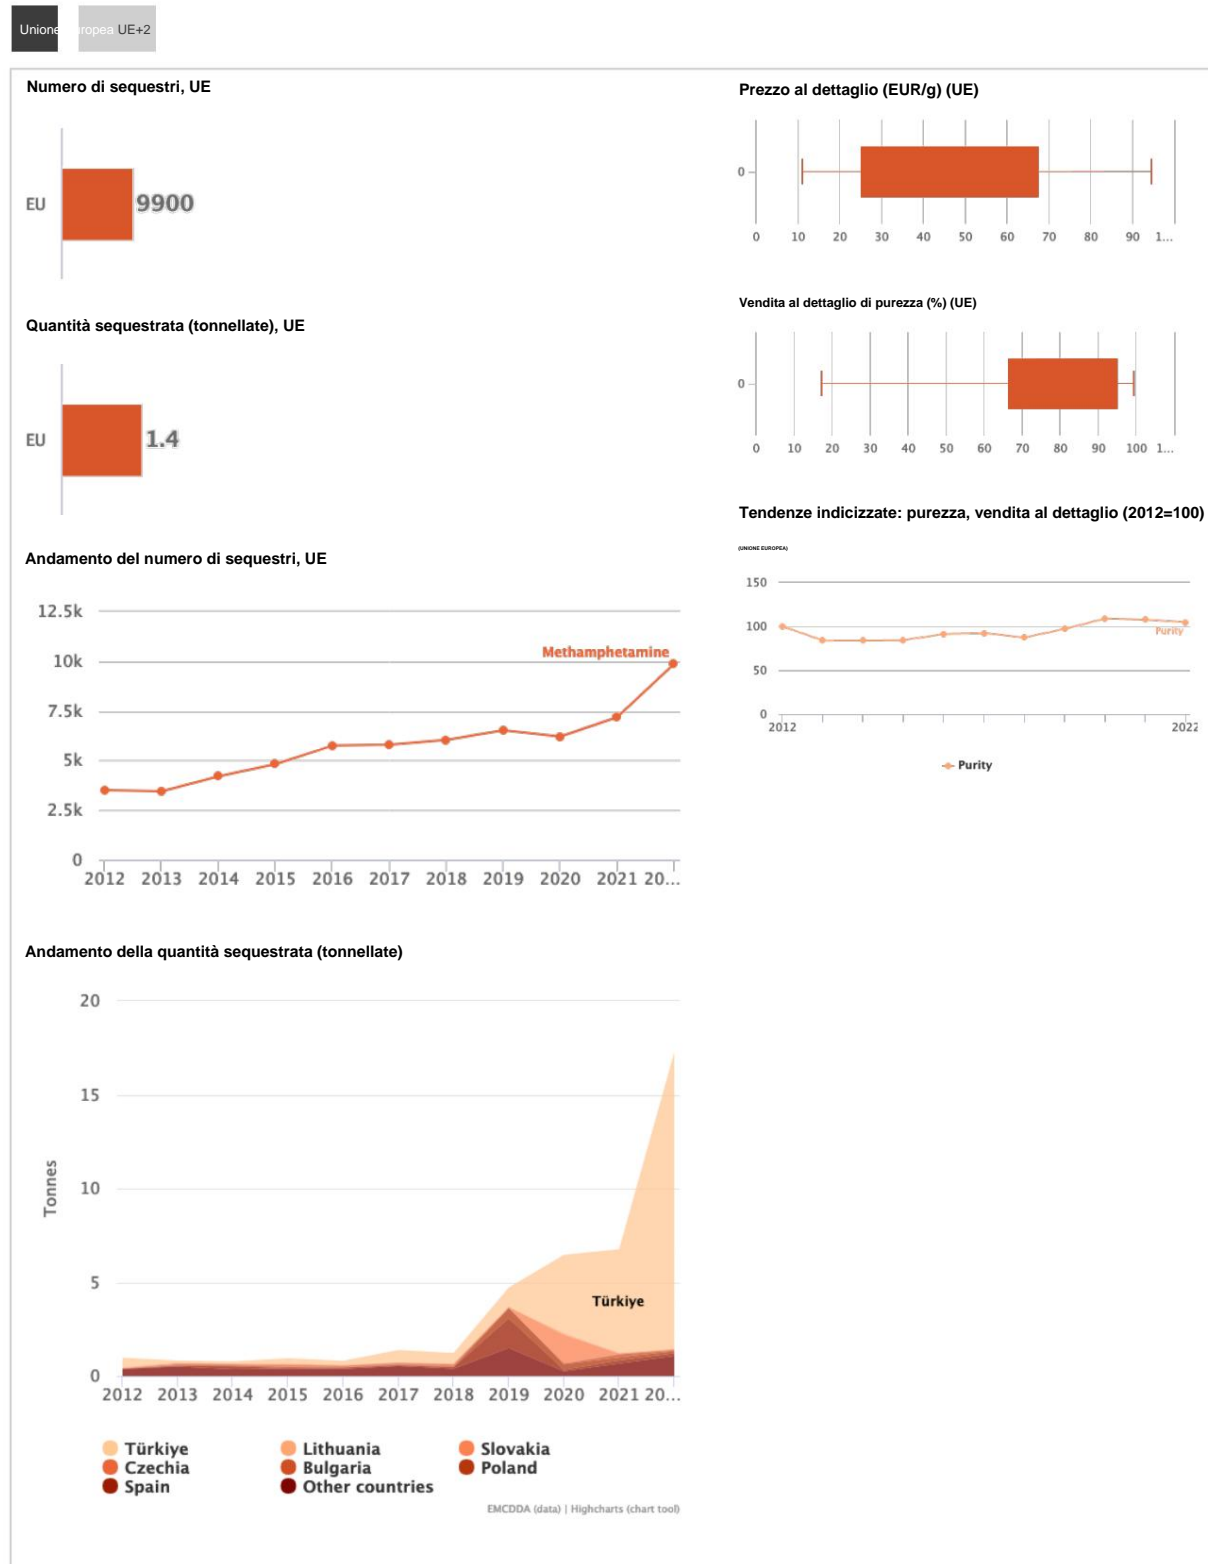 Unione Europea UE+2
Numero di sequestri, UE
EU
9900
Quantità sequestrata (tonnellate), UE
EU
1.4
Andamento del numero di sequestri, UE
12.5k
10k
7.5k
5k
2.5k
0
Methamphetamine
2012 2013 2014 2015 2016 2017 2018 2019 2020 2021 20...
Andamento della quantità sequestrata (tonnellate)
20
15
10
5
0
Tonnes
Türkiye
2012 2013 2014 2015 2016 2017 2018 2019 2020 2021 20...
Türkiye Lithuania Slovakia
Czechia Bulgaria Poland
Spain Other countries
EMCDDA (data) | Highcharts (chart tool)
Prezzo al dettaglio (EUR/g) (UE)
0
0 10 20 30 40 50 60 70 80 90 1...
Vendita al dettaglio di purezza (%) (UE)
0
0 10 20 30 40 50 60 70 80 90 100 1...
Tendenze indicizzate: purezza, vendita al dettaglio (2012=100)
(UNIONE EUROPEA)
150
100
50
0
Purity
2012 2022
Purity